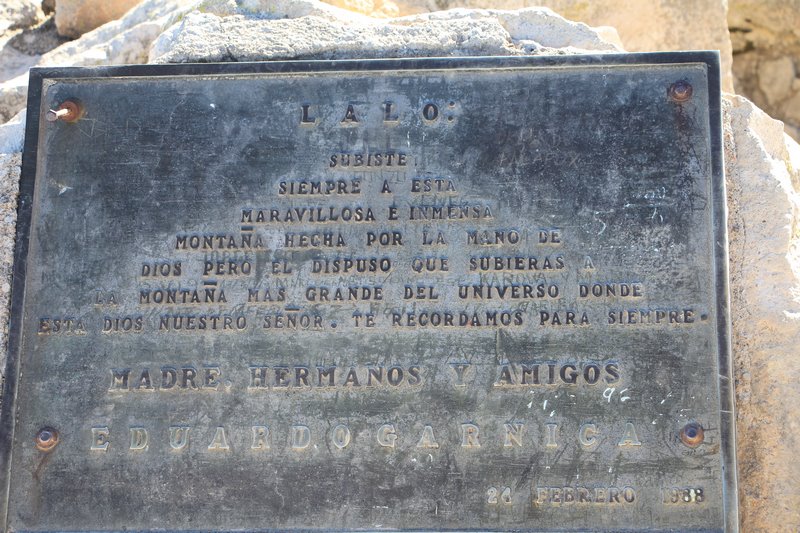 LALO:
SUBISTE
SIEMPRE A ESTA
MARAVILLOSA E INMENSA
MONTAÑA HECHA POR LA MANO DE
DIOS PERO EL DISPUSO QUE SUBIERAS A
LA MONTAÑA MAS GRANDE DEL UNIVERSO DONDE
ESTA DIOS NUESTRO SEÑOR. TE RECORDAMOS PARA SIEMPRE.
MADRE, HERMANOS Y AMIGOS
EDUARDO GARNICA
FEBRERO 1988